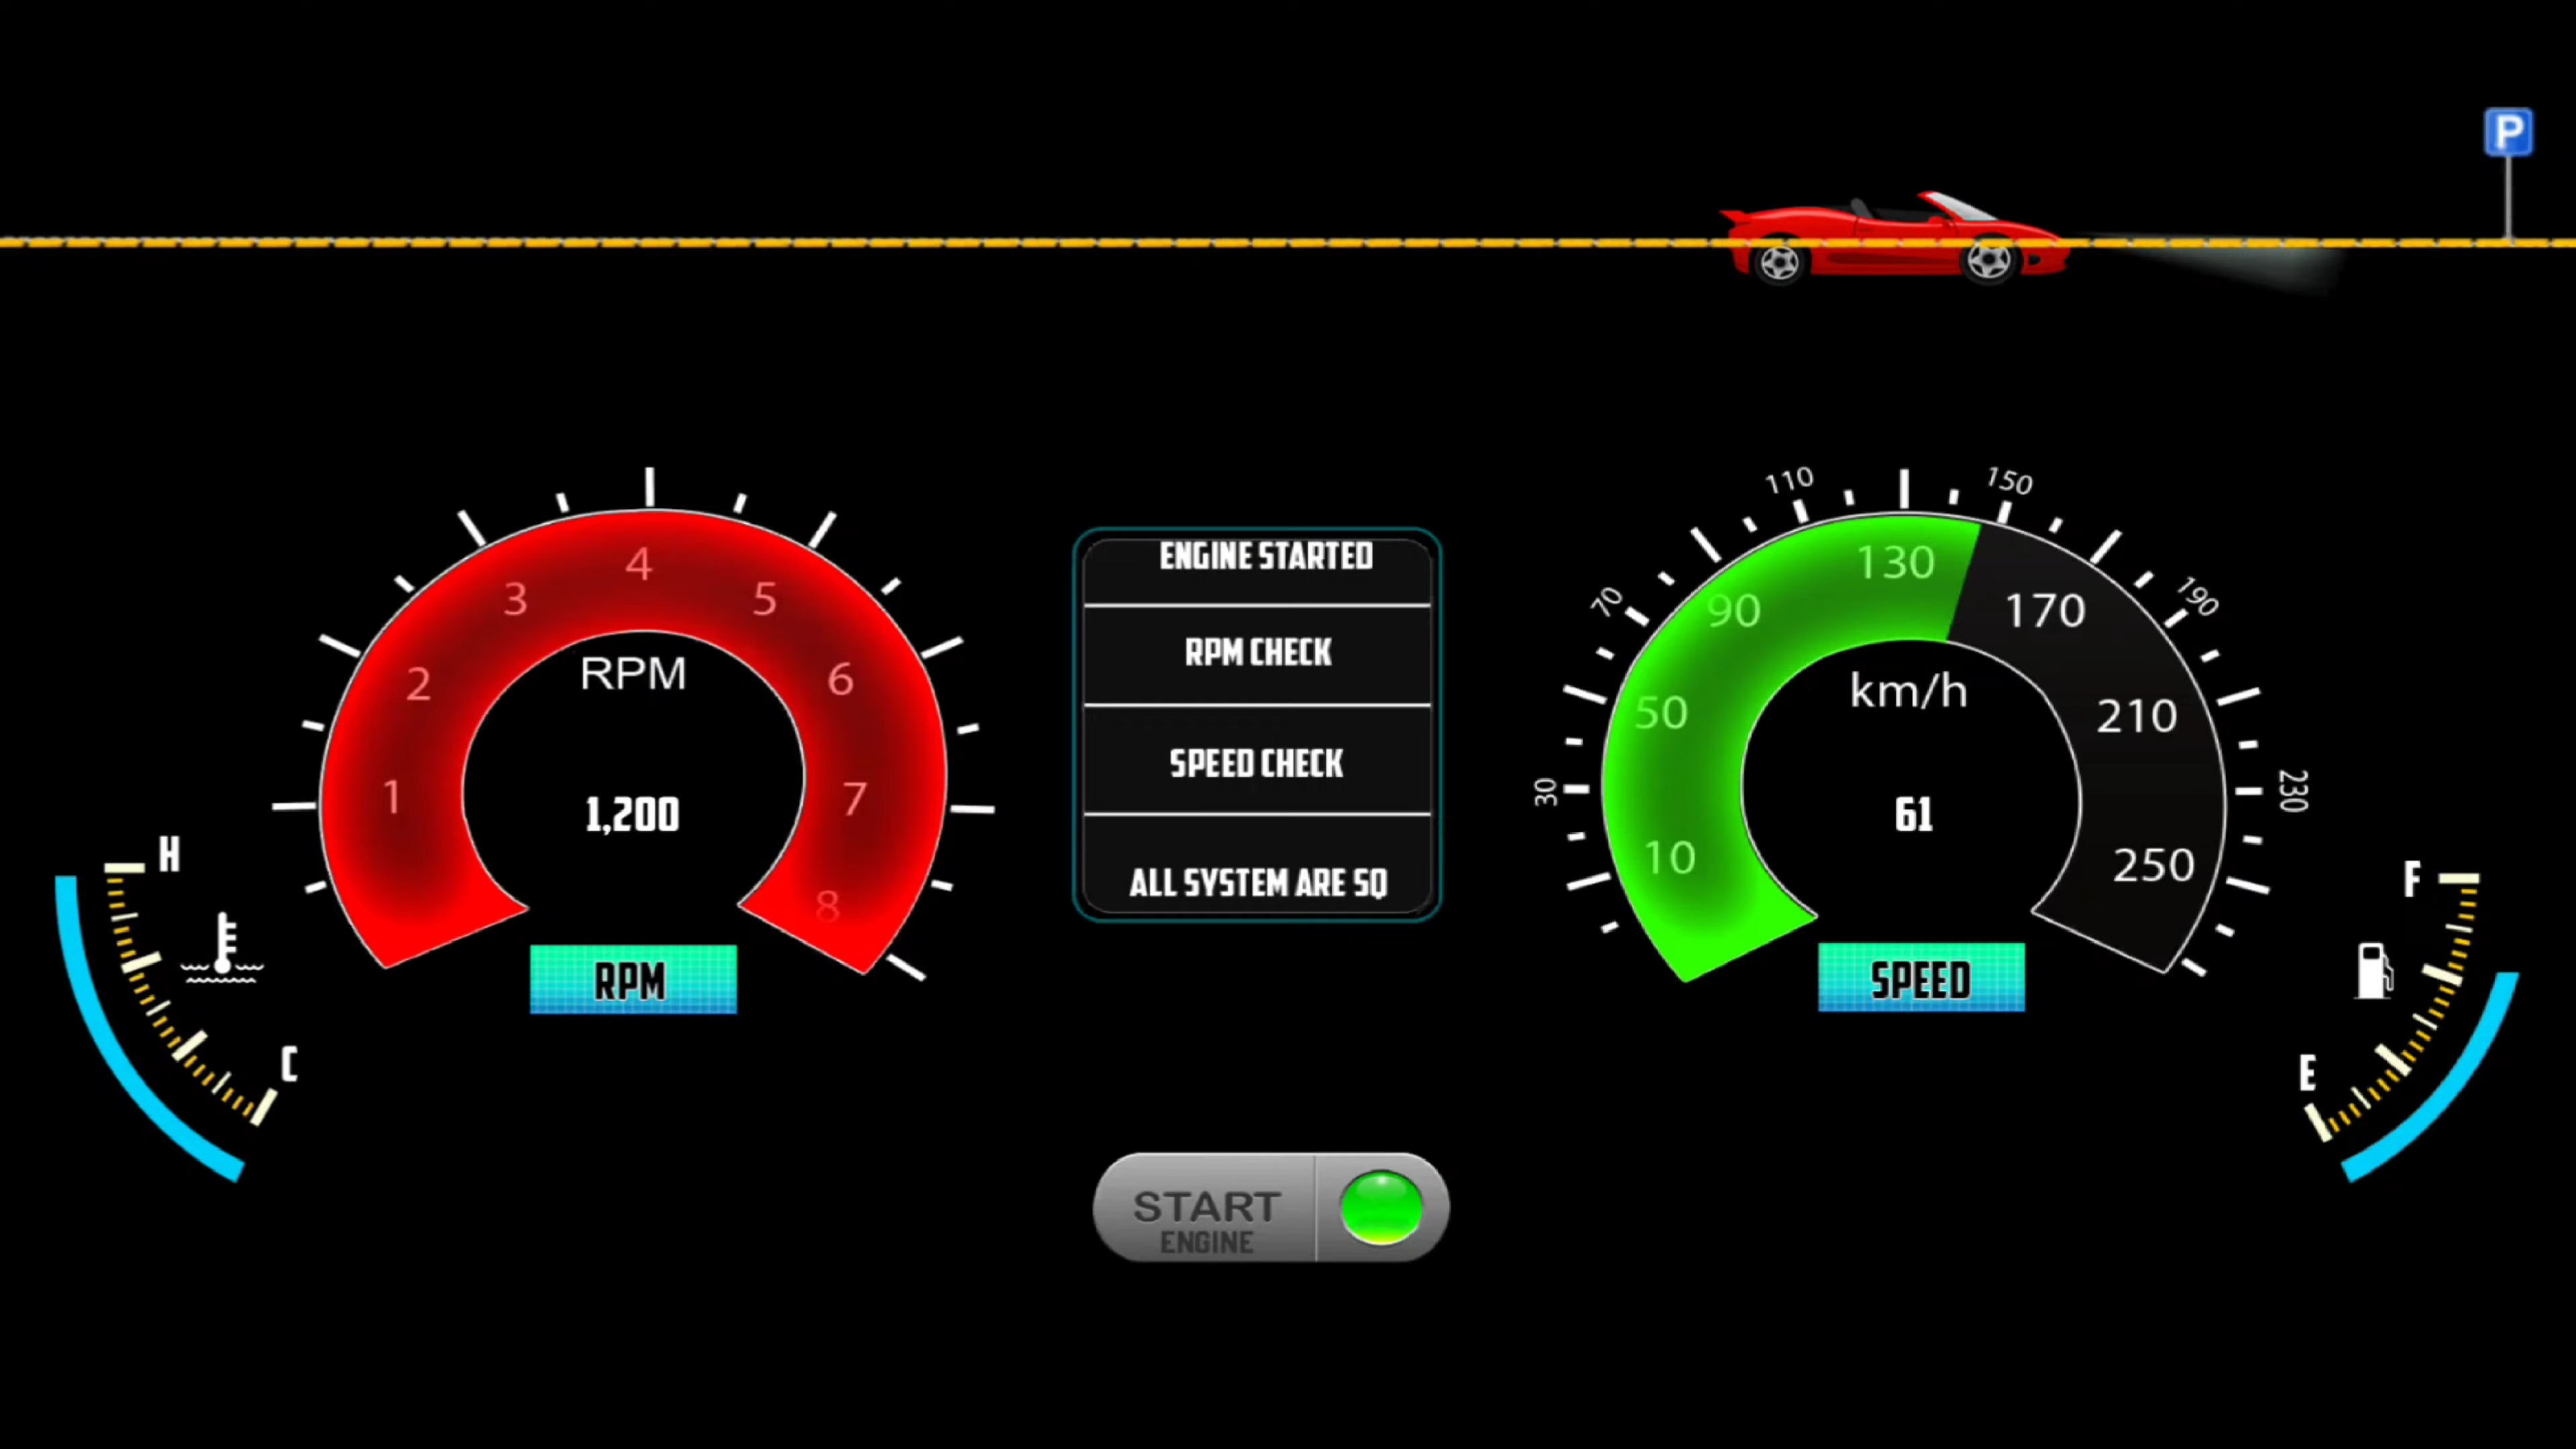 P
ENGINE STARTED
RPM CHECK
SPEED CHECK
ALL SYSTEM ARE SQ
1
2
3
4
5
6
7
8
RPM
1,200
RPM
10
30
50
70
90
110
130
150
170
190
210
230
250
km/h
61
SPEED
H
C
F
E
START
ENGINE